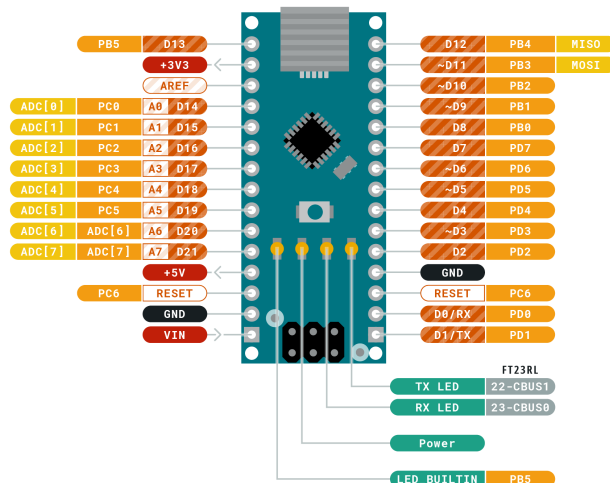 PB5 D13 D12 PB4 MISO
+3V3 ~D11 PB3 MOSI
AREF ~D10 PB2
ADC[0] PC0 A0 D14 ~D9 PB1
ADC[1] PC1 A1 D15 D8 PB0
ADC[2] PC2 A2 D16 D7 PD7
ADC[3] PC3 A3 D17 ~D6 PD6
ADC[4] PC4 A4 D18 ~D5 PD5
ADC[5] PC5 A5 D19 D4 PD4
ADC[6] ADC[6] A6 D20 ~D3 PD3
ADC[7] ADC[7] A7 D21 D2 PD2
+5V GND
PC6 RESET RESET PC6
GND D0/RX PD0
VIN D1/TX PD1
FT23RL
TX LED 22-CBUS1
RX LED 23-CBUS0
Power
LED BUILTIN PB5